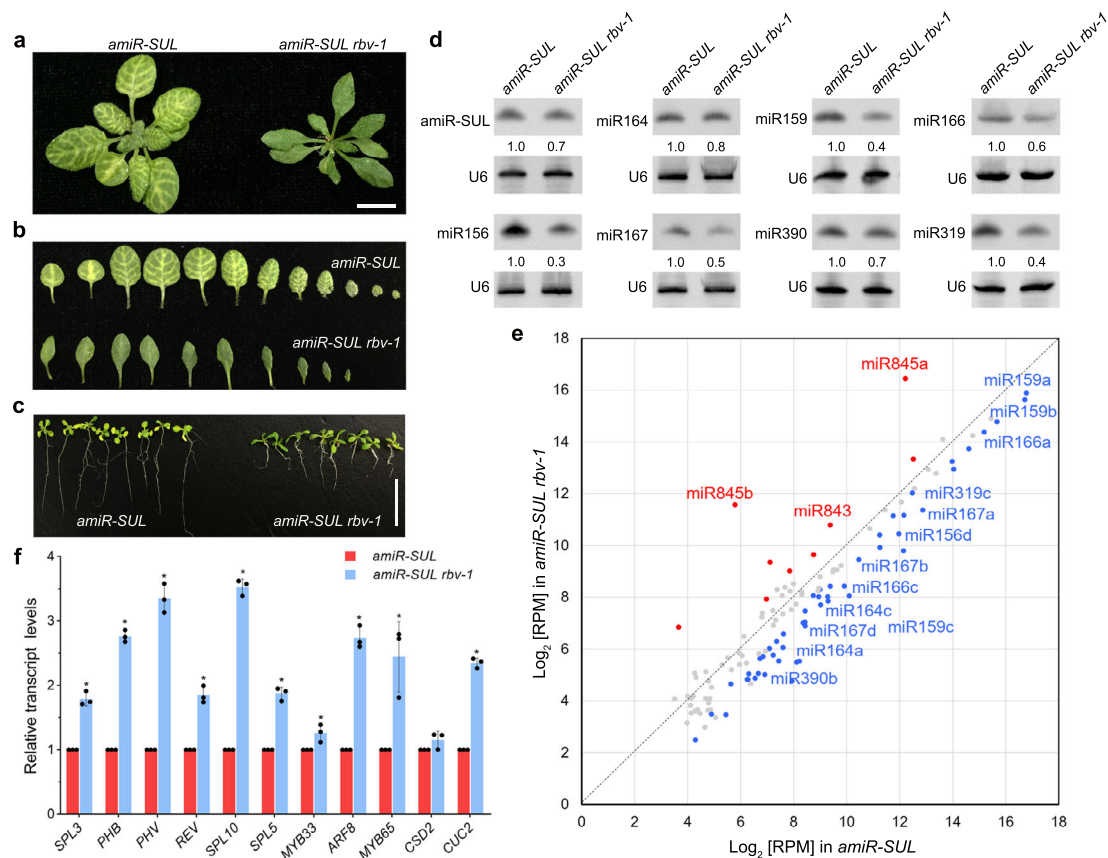 a
amiR-SUL amiR-SUL rbv-1
b
amiR-SUL
amiR-SUL rbv-1
c
amiR-SUL amiR-SUL rbv-1
d
amiR-SUL amiR-SUL rbv-1 amiR-SUL amiR-SUL rbv-1 amiR-SUL amiR-SUL rbv-1 amiR-SUL amiR-SUL rbv-1
amiR-SUL miR164 miR159 miR166
1.0 0.7 1.0 0.8 1.0 0.4 1.0 0.6
U6 U6 U6 U6
miR156 miR167 miR390 miR319
1.0 0.3 1.0 0.5 1.0 0.7 1.0 0.4
U6 U6 U6 U6
e
Log2 [RPM] in amiR-SUL rbv-1
18
16
14
12
10
8
6
4
2
0
miR845a
miR159a
miR159b
miR166a
miR845b
miR843
miR319c
miR167a
miR156d
miR167b
miR166c
miR164c
miR167d miR159c
miR164a
miR390b
0 2 4 6 8 10 12 14 16 18
Log2 [RPM] in amiR-SUL
f
amiR-SUL
amiR-SUL rbv-1
Relative transcript levels
4
3
2
1
0
* * * * * * * * * *
SPL3 PHB PHV REV SPL10 SPL5 MYB33 ARF8 MYB65 CSD2 CUC2